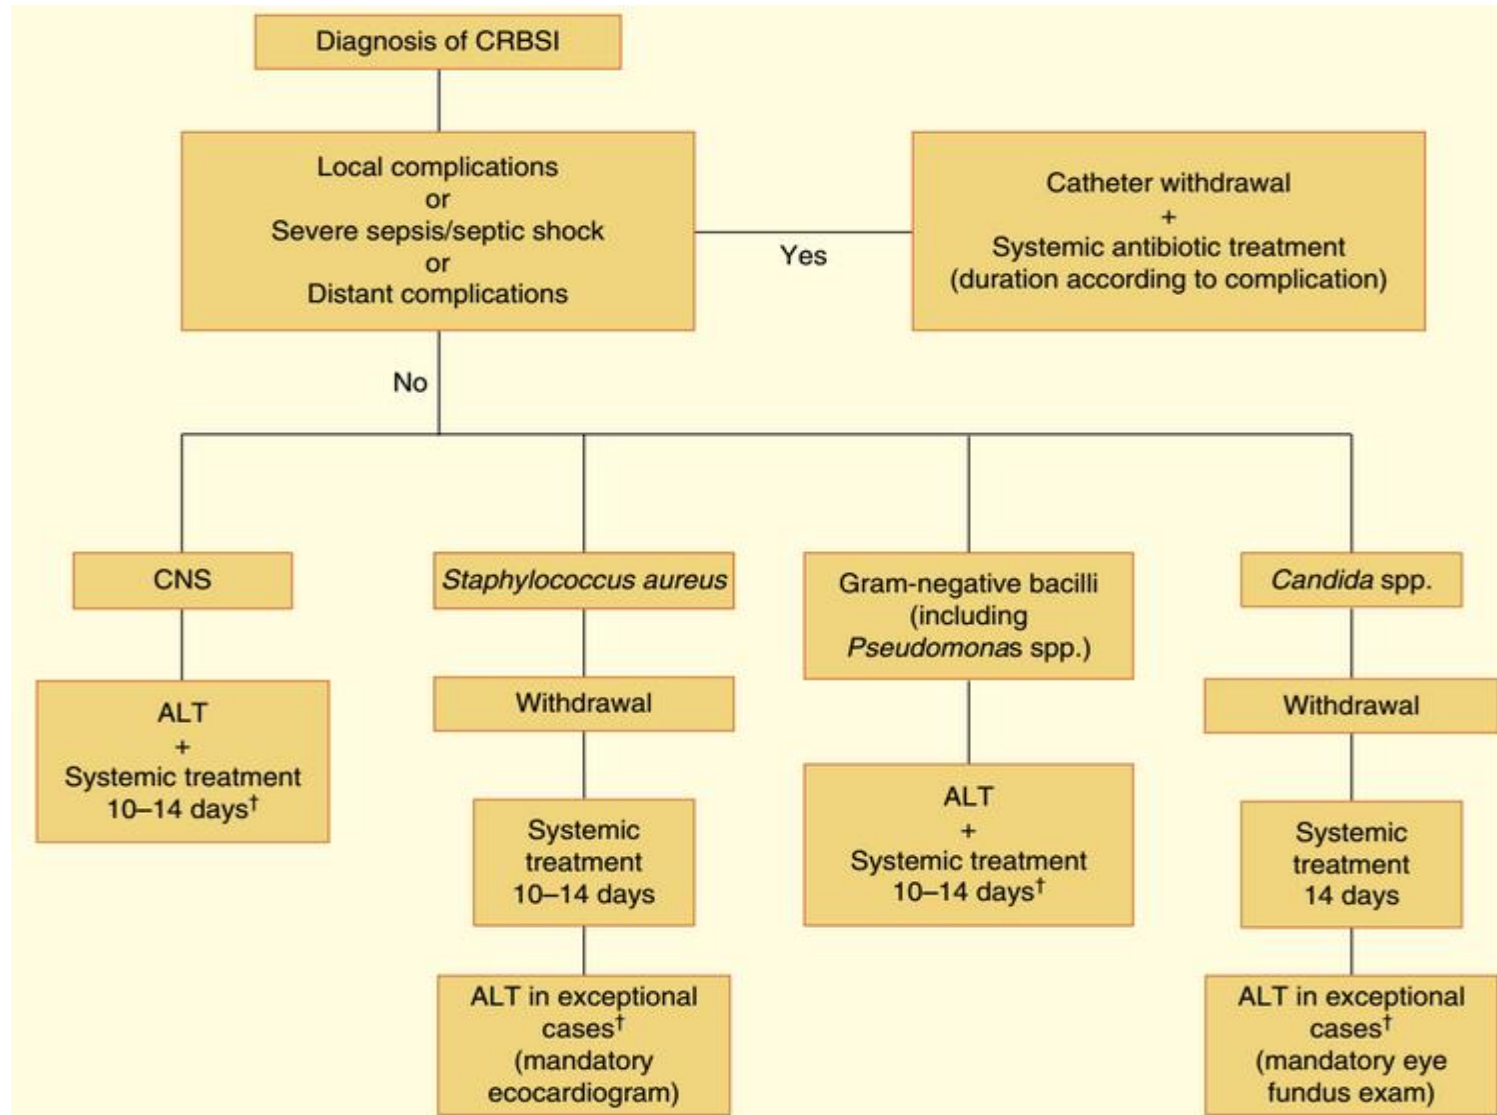 Diagnosis of CRBSI
Local complications
or
Severe sepsis/septic shock
or
Distant complications
Yes
Catheter withdrawal
+
Systemic antibiotic treatment
(duration according to complication)
No
CNS
ALT
+
Systemic treatment
10–14 days†
Staphylococcus aureus
Withdrawal
Systemic
treatment
10–14 days
ALT in exceptional
cases†
(mandatory
ecocardiogram)
Gram-negative bacilli
(including
Pseudomonas spp.)
ALT
+
Systemic treatment
10–14 days†
Candida spp.
Withdrawal
Systemic
treatment
14 days
ALT in exceptional
cases†
(mandatory eye
fundus exam)